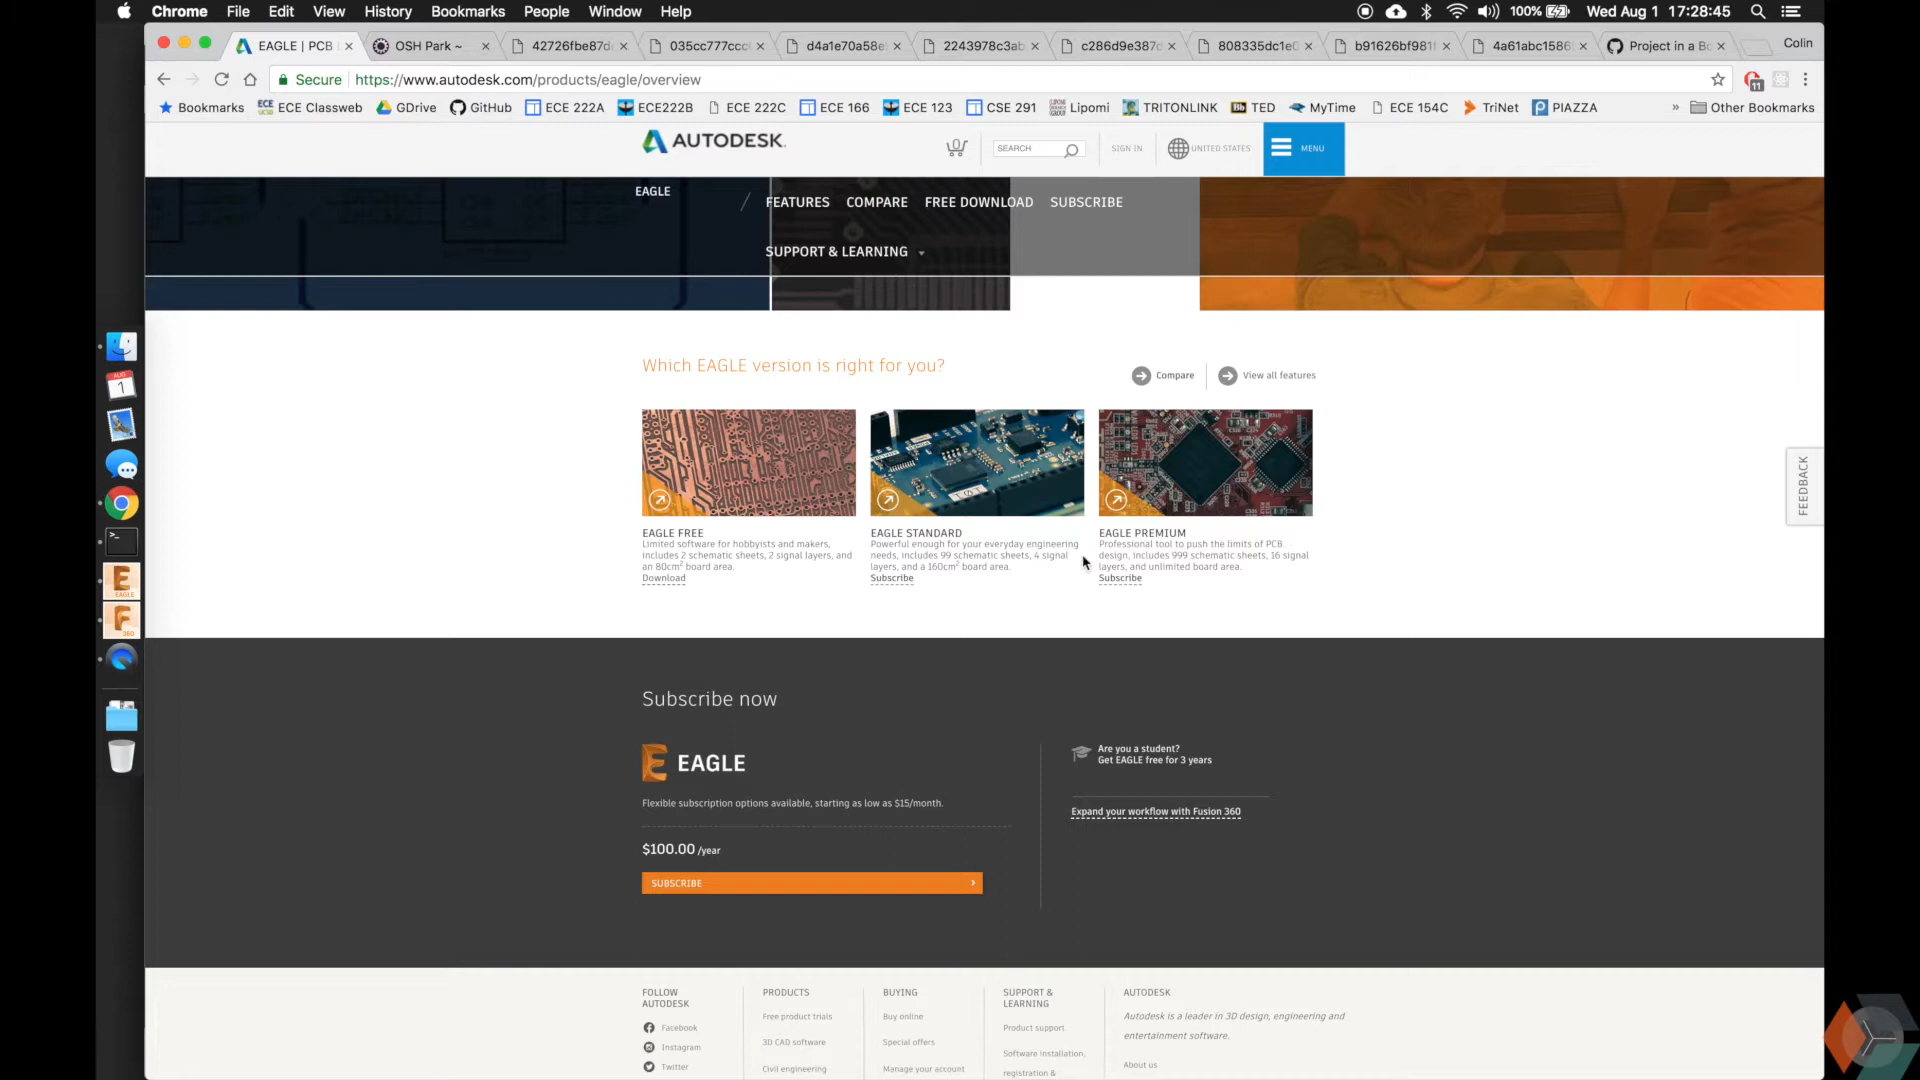 Chrome File Edit View History Bookmarks People Window Help
100% Wed Aug 1 17:28:45
EAGLE | PCB
OSH Park ~
42726fbe87d
035cc777ccc
d4a1e70a58e
2243978c3ab
c286d9e387d
808335dc1e0
b91626bf981
4a61abc1586
Project in a B
Colin
Secure https://www.autodesk.com/products/eagle/overview
11
Bookmarks ECE Classweb GDrive GitHub ECE 222A ECE222B ECE 222C ECE 166 ECE 123 CSE 291 Lipomi TRITONLINK TED MyTime ECE 154C TriNet PIAZZA » Other Bookmarks
AUTODESK.
0
SEARCH
SIGN IN
UNITED STATES
MENU
EAGLE
FEATURES COMPARE FREE DOWNLOAD SUBSCRIBE
SUPPORT & LEARNING
Which EAGLE version is right for you?
Compare
View all features
EAGLE FREE
Limited software for hobbyists and makers,
includes 2 schematic sheets, 2 signal layers, and
an 80cm² board area.
Download
EAGLE STANDARD
Powerful enough for your everyday engineering
needs, includes 99 schematic sheets, 4 signal
layers, and a 160cm² board area.
Subscribe
EAGLE PREMIUM
Professional tool to push the limits of PCB
design, includes 999 schematic sheets, 16 signal
layers, and unlimited board area.
Subscribe
FEEDBACK
Subscribe now
EAGLE
Flexible subscription options available, starting as low as $15/month.
$100.00 /year
SUBSCRIBE
Are you a student?
Get EAGLE free for 3 years
Expand your workflow with Fusion 360
FOLLOW
AUTODESK
Facebook
Instagram
Twitter
PRODUCTS
Free product trials
3D CAD software
Civil engineering
BUYING
Buy online
Special offers
Manage your account
SUPPORT &
LEARNING
Product support
Software installation,
registration &
AUTODESK
Autodesk is a leader in 3D design, engineering and
entertainment software.
About us
AUG
1
EAGLE
360